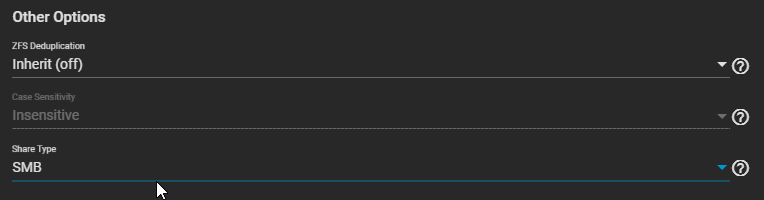 Other Options
ZFS Deduplication
Inherit (off)
Case Sensitivity
Insensitive
Share Type
SMB